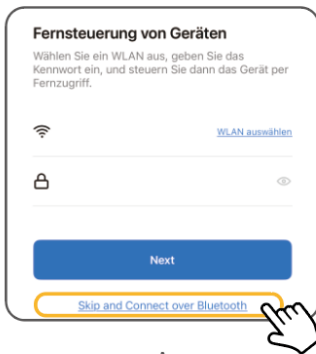 Fernsteuerung von Geräten
Wählen Sie ein WLAN aus, geben Sie das
Kennwort ein, und steuern Sie dann das Gerät per
Fernzugriff.
WLAN auswählen
Next
Skip and Connect over Bluetooth